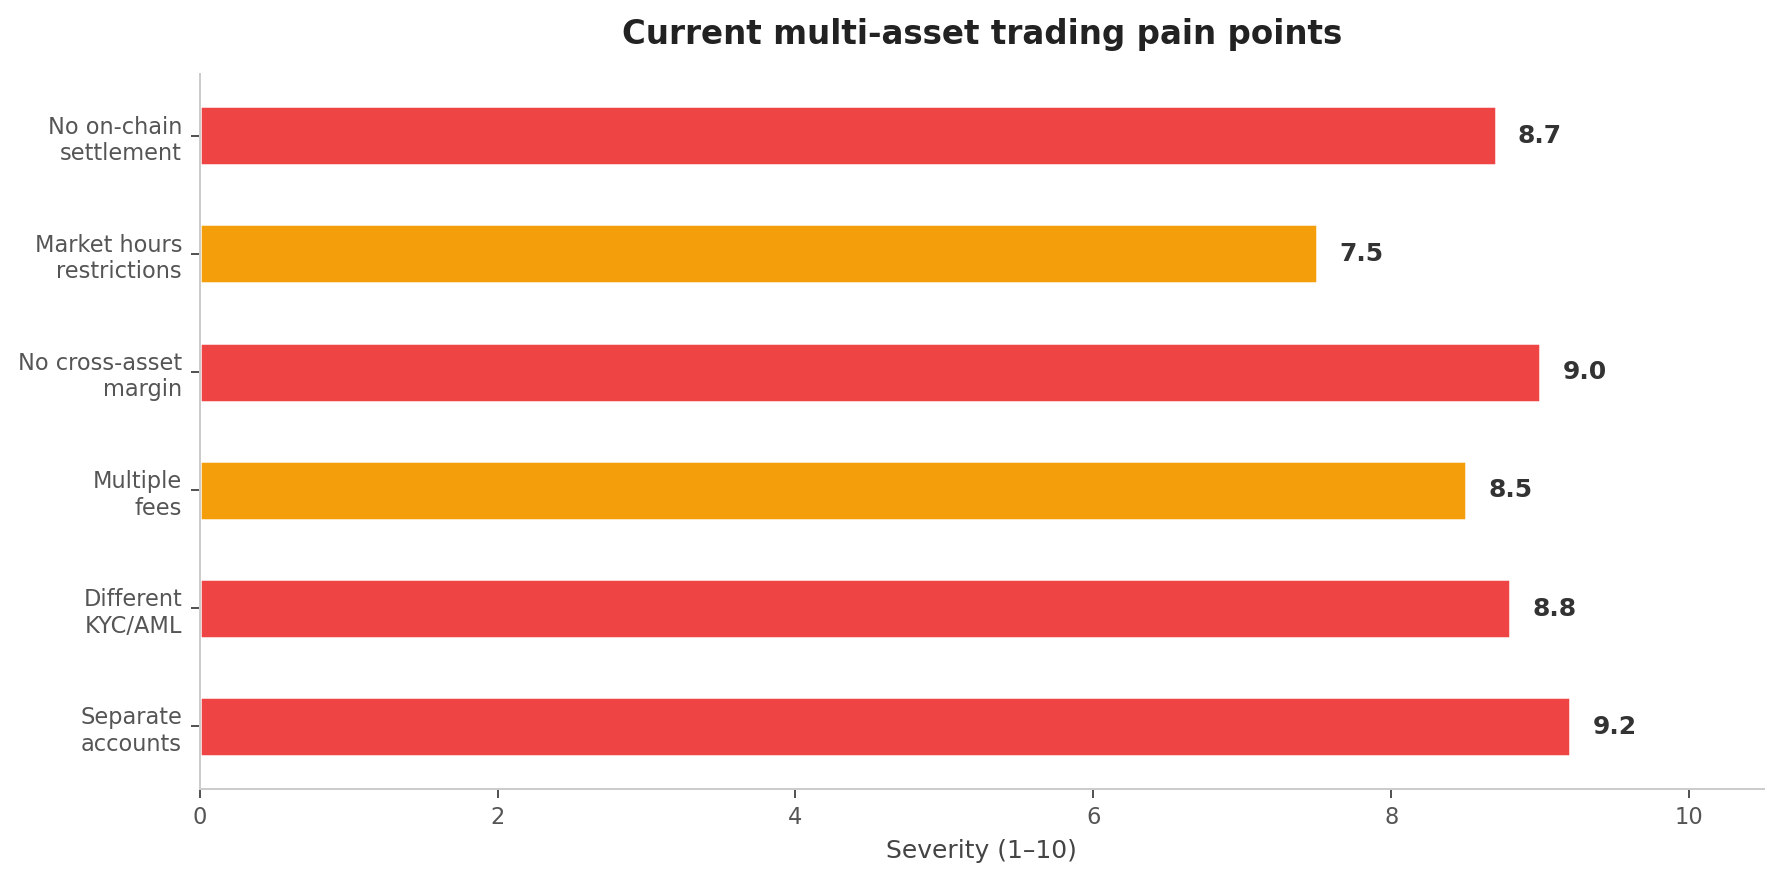 Current multi-asset trading pain points
No on-chain
settlement
8.7
Market hours
restrictions
7.5
No cross-asset
margin
9.0
Multiple
fees
8.5
Different
KYC/AML
8.8
Separate
accounts
9.2
0 2 4 6 8 10
Severity (1–10)